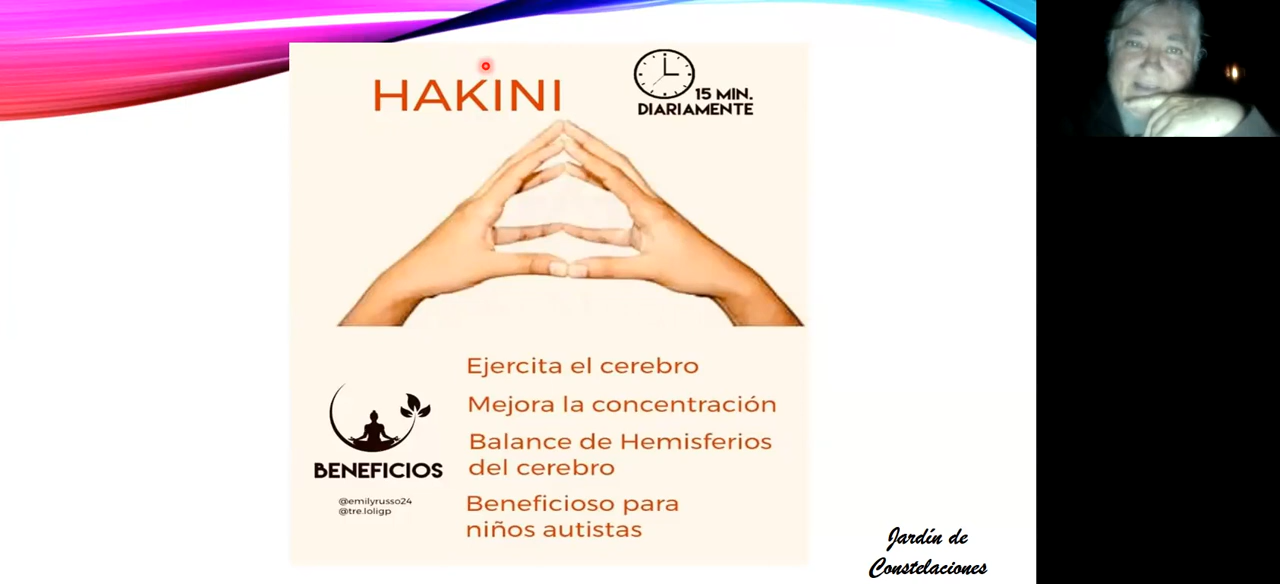 HAKINI
15 MIN.
DIARIAMENTE
Ejercita el cerebro
Mejora la concentración
Balance de Hemisferios
del cerebro
Beneficioso para
niños autistas
BENEFICIOS
@emilyrusso24
@tre.loligp
Jardín de
Constelaciones